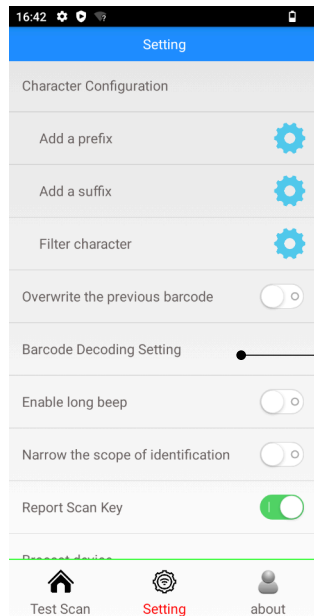 16:42
Setting
Character Configuration
Add a prefix
Add a suffix
Filter character
Overwrite the previous barcode
Barcode Decoding Setting
Enable long beep
Narrow the scope of identification
Report Scan Key
Test Scan
Setting
about